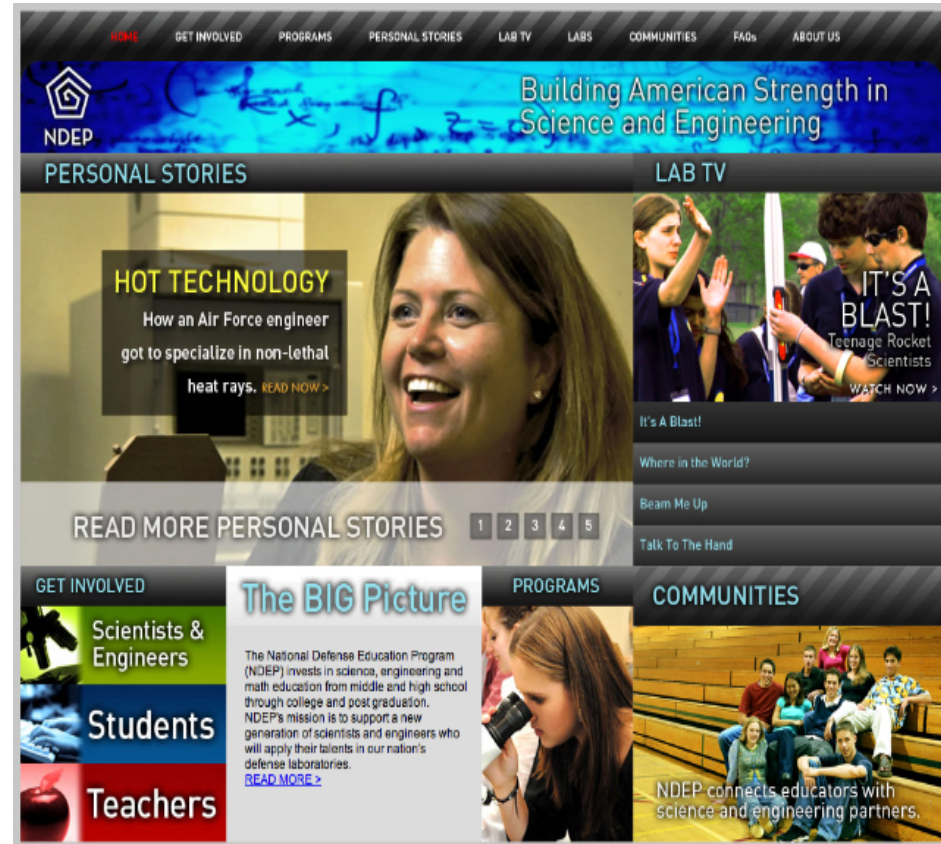 HOME GET INVOLVED PROGRAMS PERSONAL STORIES LAB TV LABS COMMUNITIES FAQs ABOUT US
NDEP
Building American Strength in
Science and Engineering
PERSONAL STORIES
HOT TECHNOLOGY
How an Air Force engineer
got to specialize in non-lethal
heat rays. READ NOW >
READ MORE PERSONAL STORIES 1 2 3 4 5
LAB TV
IT'S A
BLAST!
Teenage Rocket
Scientists
WATCH NOW >
It's A Blast!
Where in the World?
Beam Me Up
Talk To The Hand
GET INVOLVED
Scientists &
Engineers
Students
Teachers
The BIG Picture
The National Defense Education Program
(NDEP) invests in science, engineering and
math education from middle and high school
through college and post graduation.
NDEP's mission is to support a new
generation of scientists and engineers who
will apply their talents in our nation's
defense laboratories.
READ MORE >
PROGRAMS
COMMUNITIES
NDEP connects educators with
science and engineering partners.